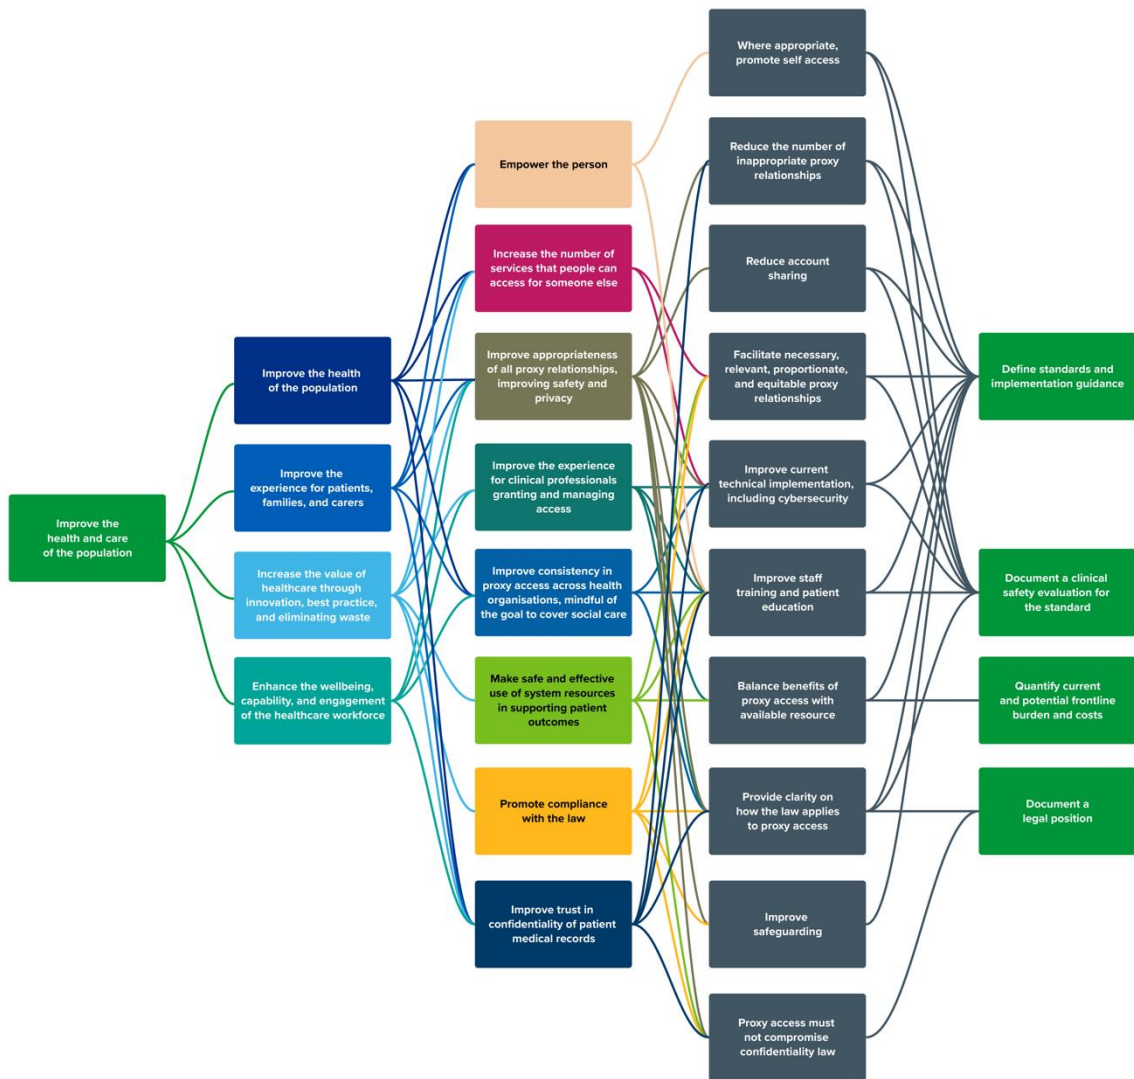 Improve the
health and care
of the population
Improve the health
of the population
Improve the
experience for patients,
families, and carers
Increase the value of
healthcare through
innovation, best practice,
and eliminating waste
Enhance the wellbeing,
capability, and engagement
of the healthcare workforce
Empower the person
Increase the number of
services that people can
access for someone else
Improve appropriateness
of all proxy relationships,
improving safety and
privacy
Improve the experience
for clinical professionals
granting and managing
access
Improve consistency in
proxy access across health
organisations, mindful of
the goal to cover social care
Make safe and effective
use of system resources
in supporting patient
outcomes
Promote compliance
with the law
Improve trust in
confidentiality of patient
medical records
Where appropriate,
promote self access
Reduce the number of
inappropriate proxy
relationships
Reduce account
sharing
Facilitate necessary,
relevant, proportionate,
and equitable proxy
relationships
Improve current
technical implementation,
including cybersecurity
Improve staff
training and patient
education
Balance benefits of
proxy access with
available resource
Provide clarity on
how the law applies
to proxy access
Improve
safeguarding
Proxy access must
not compromise
confidentiality law
Define standards and
implementation guidance
Document a clinical
safety evaluation for
the standard
Quantify current
and potential frontline
burden and costs
Document a
legal position